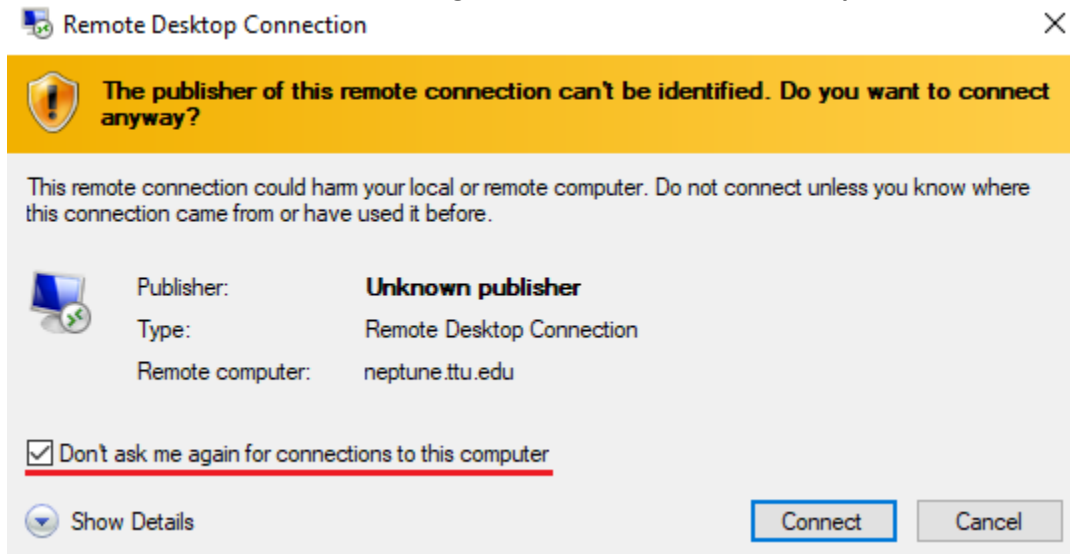 Remote Desktop Connection
The publisher of this remote connection can't be identified. Do you want to connect
anyway?
This remote connection could harm your local or remote computer. Do not connect unless you know where
this connection came from or have used it before.
Publisher: Unknown publisher
Type: Remote Desktop Connection
Remote computer: neptune.ttu.edu
Don't ask me again for connections to this computer
Show Details Connect Cancel